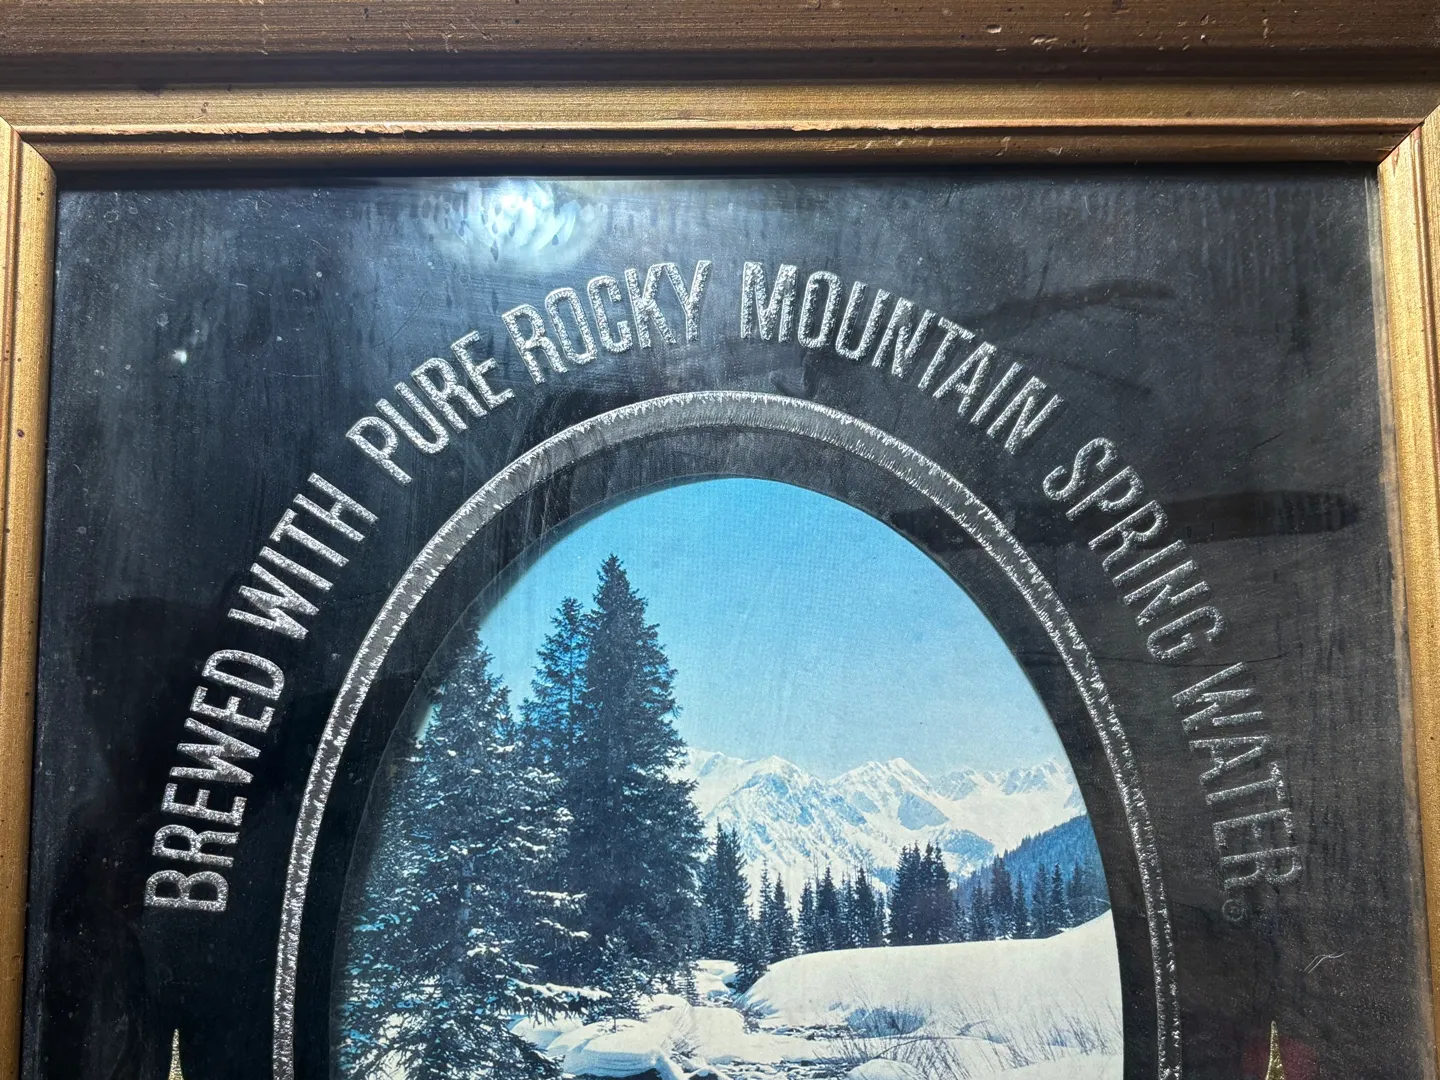 BREWED WITH PURE ROCKY MOUNTAIN SPRING WATER®